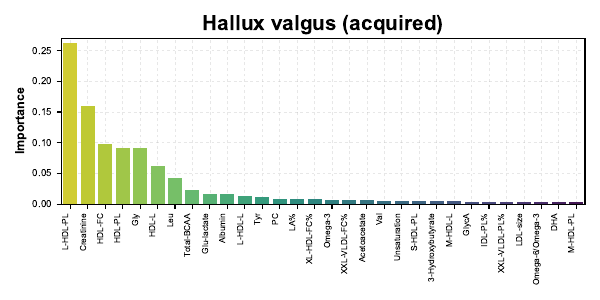 Hallux valgus (acquired)
Importance
0.25
0.20
0.15
0.10
0.05
0.00
L-HDL-PL
Creatinine
HDL-FC
HDL-PL
Gly
HDL-L
Leu
Total-BCAA
Glu-lactate
Albumin
L-HDL-L
Tyr
PC
LA%
XL-HDL-FC%
Omega-3
XXL-VLDL-FC%
Acetoacetate
Val
Unsaturation
S-HDL-PL
3-Hydroxybutyrate
M-HDL-L
GlycA
IDL-PL%
XXL-VLDL-PL%
LDL-size
Omega-6/Omega-3
DHA
M-HDL-PL